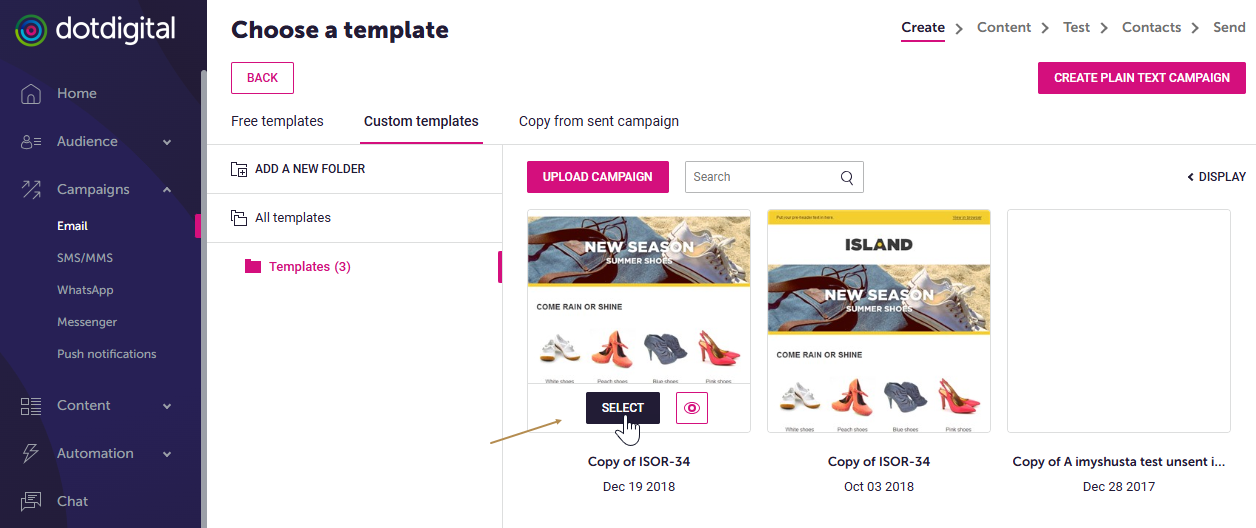 dotdigital
Home
Audience
Campaigns
Email
SMS/MMS
WhatsApp
Messenger
Push notifications
Content
Automation
Chat
Choose a template
Create
Content
Test
Contacts
Send
BACK
CREATE PLAIN TEXT CAMPAIGN
Free templates
Custom templates
Copy from sent campaign
ADD A NEW FOLDER
All templates
Templates (3)
UPLOAD CAMPAIGN
Search
DISPLAY
NEW SEASON
SUMMER SHOES
COME RAIN OR SHINE
White shoes
Peach shoes
Blue shoes
Pink shoes
SELECT
Copy of ISOR-34
Dec 19 2018
View in browser
ISLAND
NEW SEASON
SUMMER SHOES
COME RAIN OR SHINE
White shoes
Peach shoes
Blue shoes
Pink shoes
Copy of ISOR-34
Oct 03 2018
Copy of A imyshusta test unsent i...
Dec 28 2017